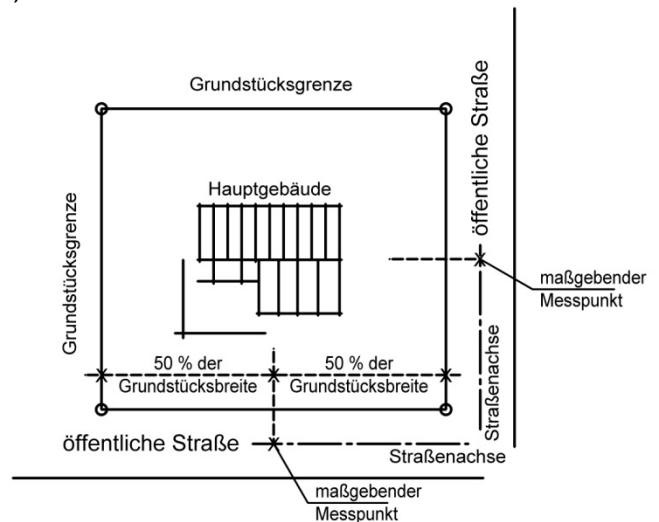 Grundstücksgrenze
öffentliche Straße
Hauptgebäude
Grundstücksgrenze
maßgebender
Messpunkt
50 % der
Grundstücksbreite
50 % der
Grundstücksbreite
Straßenachse
öffentliche Straße
Straßenachse
maßgebender
Messpunkt